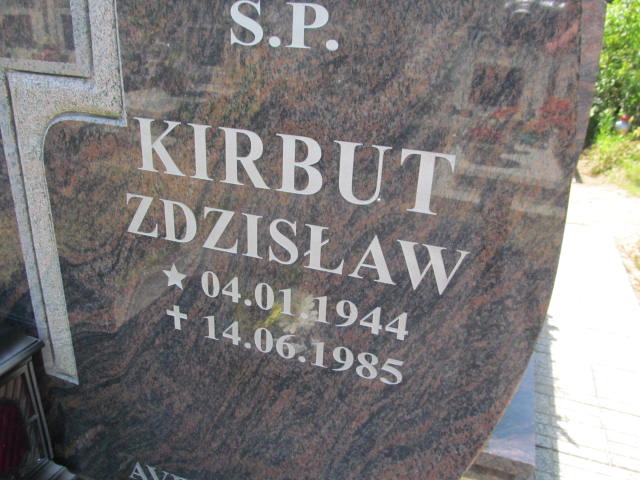 S.P.
KIRBUT
ZDZISŁAW
★ 04.01.1944
✝ 14.06.1985